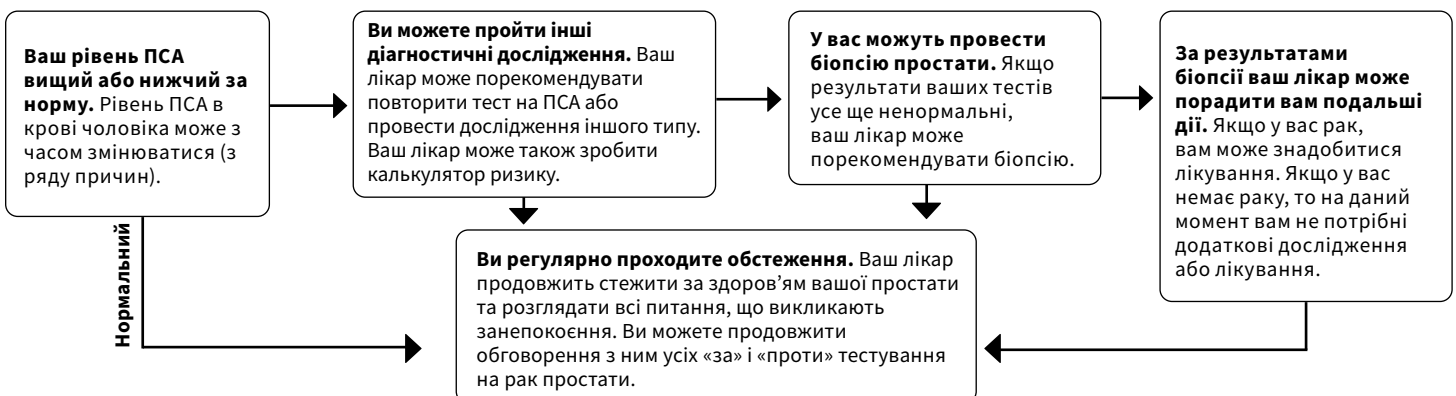 Ваш рівень ПСА
вищий або нижчий за
норму. Рівень ПСА в
крові чоловіка може з
часом змінюватися (з
ряду причин).
Ви можете пройти інші
діагностичні дослідження. Ваш
лікар може порекомендувати
повторити тест на ПСА або
провести дослідження іншого типу.
Ваш лікар може також зробити
калькулятор ризику.
У вас можуть провести
біопсію простати. Якщо
результати ваших тестів
усе ще ненормальні,
ваш лікар може
порекомендувати біопсію.
За результатами
біопсії ваш лікар може
порадити вам подальші
дії. Якщо у вас рак,
вам може знадобитися
лікування. Якщо у вас
немає раку, то на даний
момент вам не потрібні
додаткові дослідження
або лікування.
Нормальний
Ви регулярно проходите обстеження. Ваш лікар
продовжить стежити за здоров’ям вашої простати
та розглядати всі питання, що викликають
занепокоєння. Ви можете продовжити
обговорення з ним усіх «за» і «проти» тестування
на рак простати.